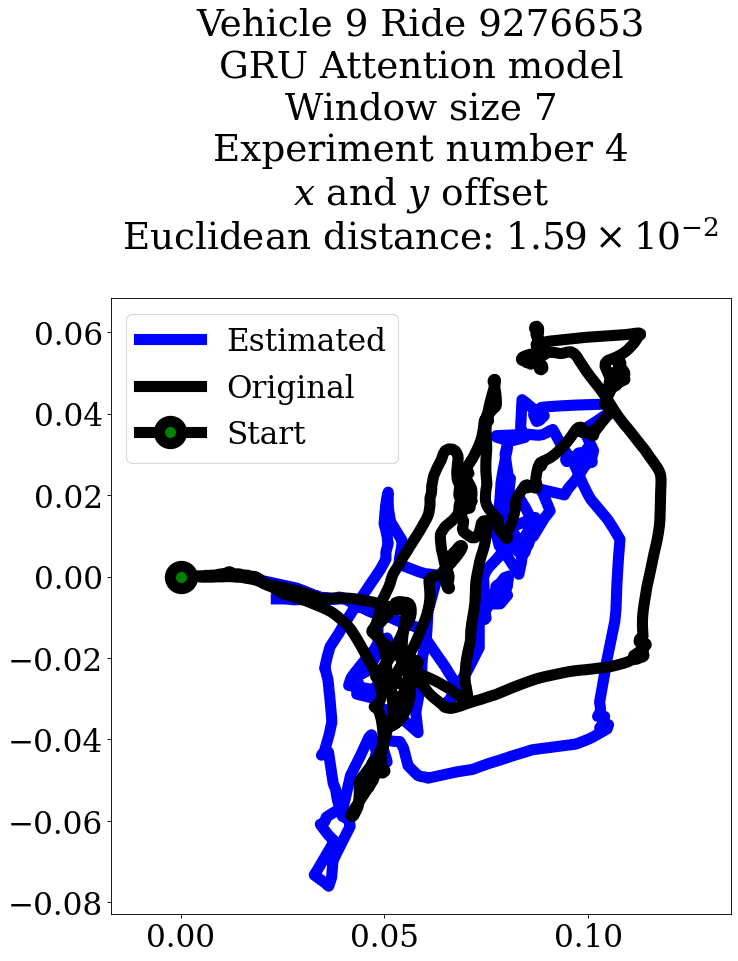 Vehicle 9 Ride 9276653
GRU Attention model
Window size 7
Experiment number 4
x and y offset
Euclidean distance: 1.59 × 10⁻²
Estimated
Original
Start
0.06
0.04
0.02
0.00
−0.02
−0.04
−0.06
−0.08
0.00 0.05 0.10